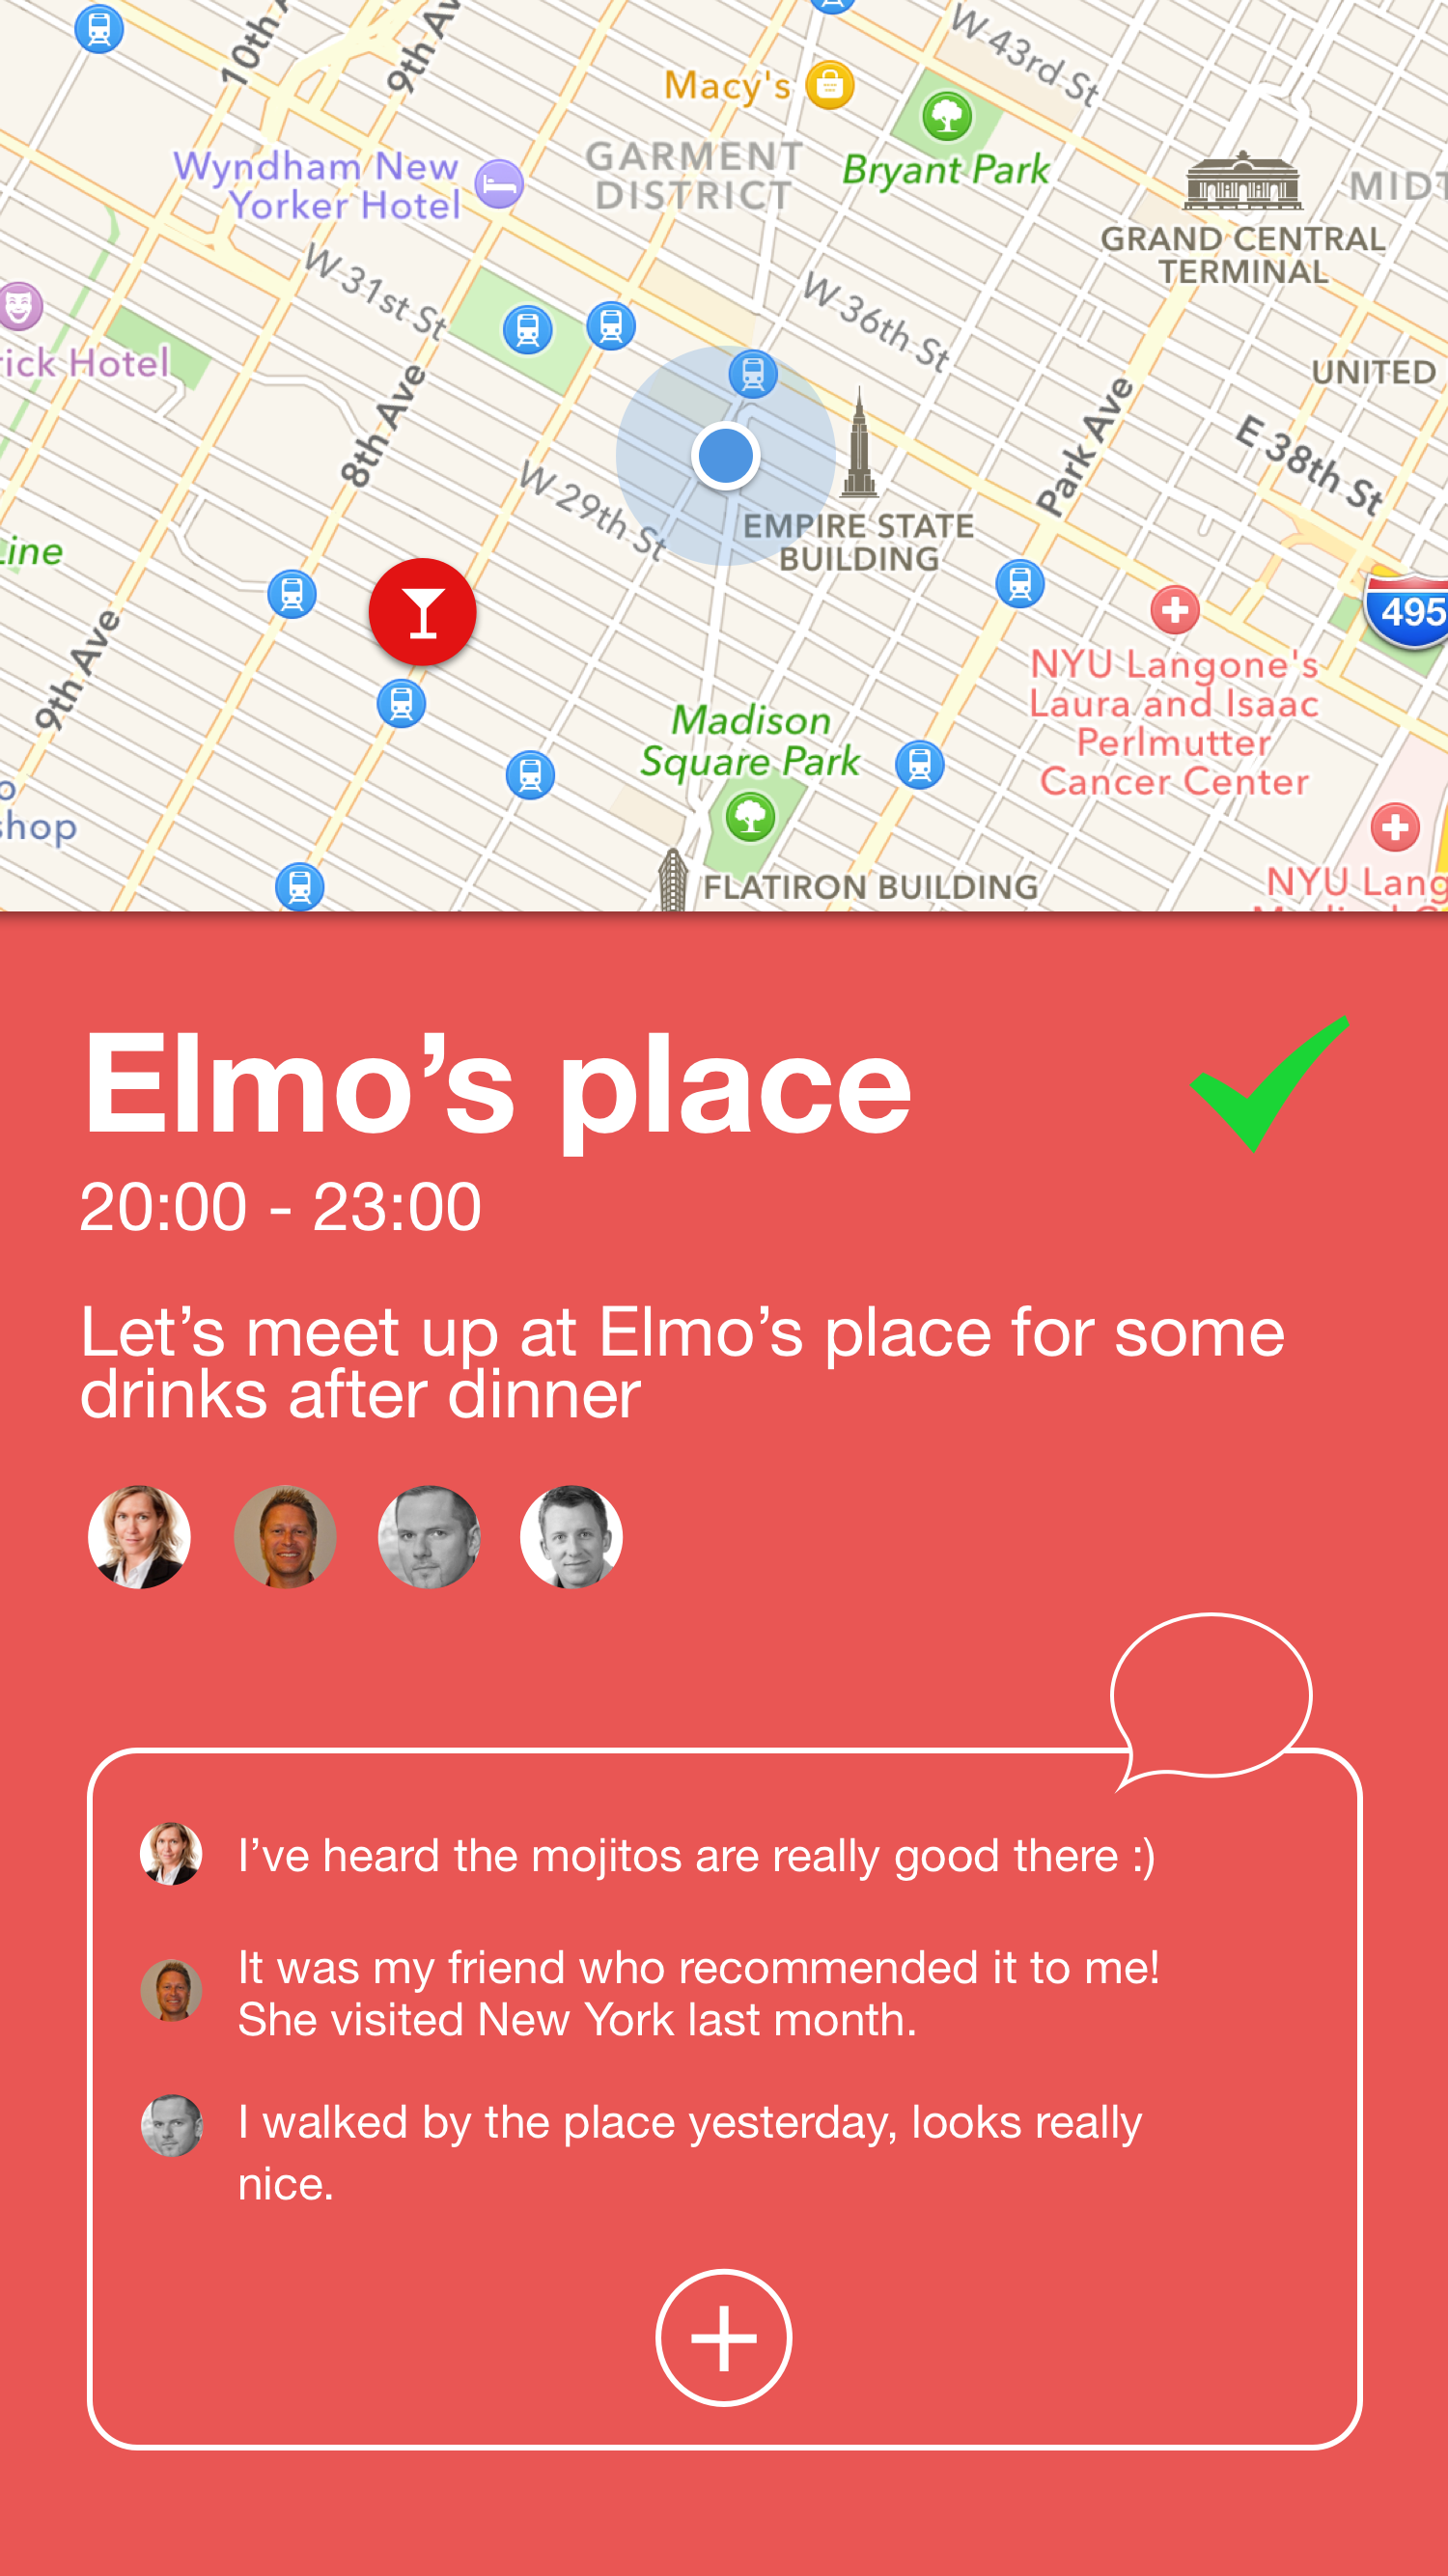 10th A
9th Av
W 43rd St
Macy's
Bryant Park
GARMENT
DISTRICT
Wyndham New
Yorker Hotel
MIDT
GRAND CENTRAL
TERMINAL
W 31st St
W 36th St
rick Hotel
UNITED
8th Ave
Park Ave
E 38th St
W 29th St
EMPIRE STATE
BUILDING
Line
495
9th Ave
NYU Langone's
Laura and Isaac
Perlmutter
Cancer Center
Madison
Square Park
o
shop
FLATIRON BUILDING
NYU Lang
Elmo’s place
20:00 - 23:00
Let’s meet up at Elmo’s place for some
drinks after dinner
I’ve heard the mojitos are really good there :)
It was my friend who recommended it to me!
She visited New York last month.
I walked by the place yesterday, looks really
nice.